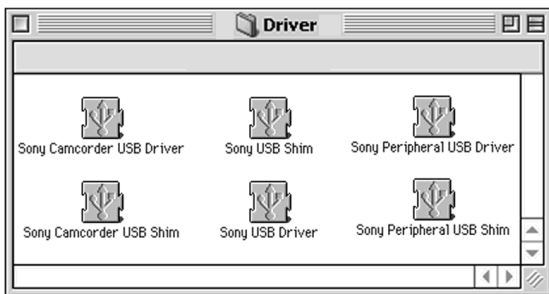 Driver
Sony Camcorder USB Driver
Sony USB Shim
Sony Peripheral USB Driver
Sony Camcorder USB Shim
Sony USB Driver
Sony Peripheral USB Shim